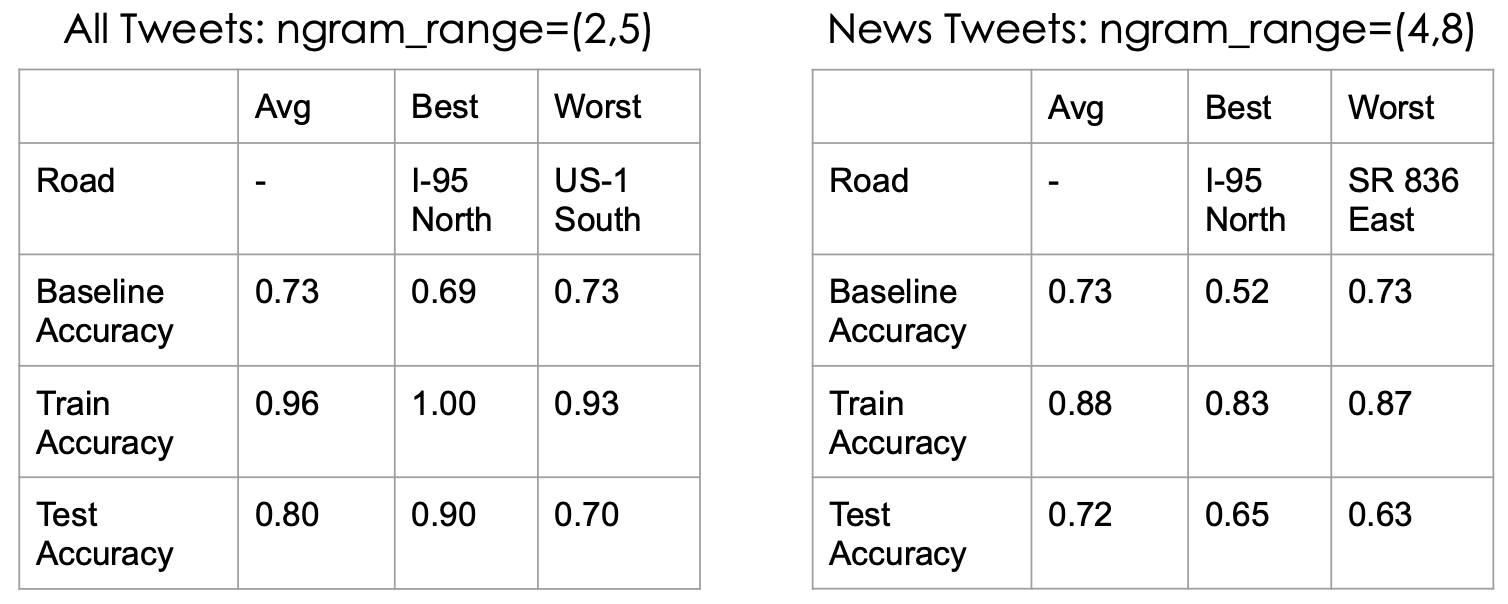 All Tweets: ngram_range=(2,5)
Avg Best Worst
Road - I-95 North US-1 South
Baseline Accuracy 0.73 0.69 0.73
Train Accuracy 0.96 1.00 0.93
Test Accuracy 0.80 0.90 0.70
News Tweets: ngram_range=(4,8)
Avg Best Worst
Road - I-95 North SR 836 East
Baseline Accuracy 0.73 0.52 0.73
Train Accuracy 0.88 0.83 0.87
Test Accuracy 0.72 0.65 0.63